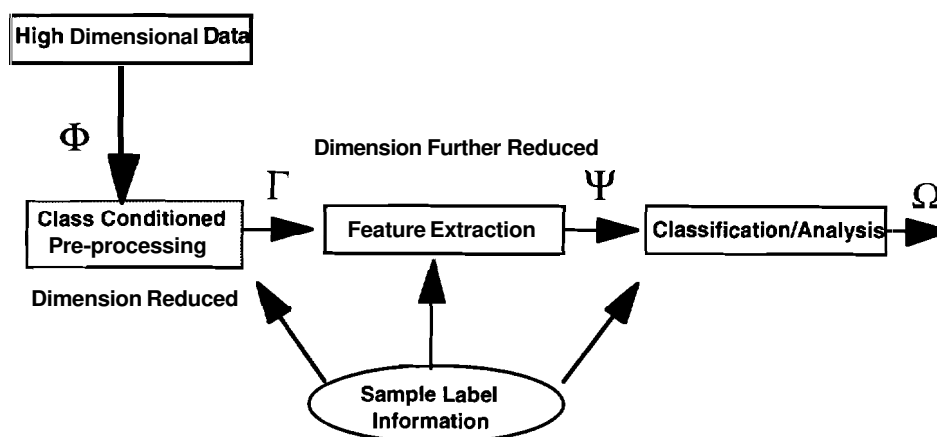 High Dimensional Data
Φ
Dimension Further Reduced
Γ
Ψ
Ω
Class Conditioned
Pre-processing
Feature Extraction
Classification/Analysis
Dimension Reduced
Sample Label
Information